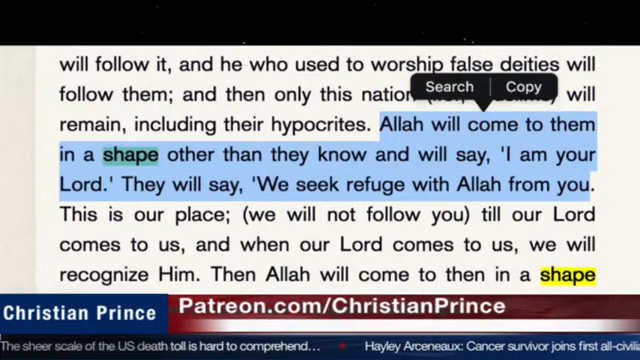 will follow it, and he who used to worship false deities will
Search Copy
follow them; and then only this nation will
remain, including their hypocrites. Allah will come to them
in a shape other than they know and will say, 'I am your
Lord.' They will say, 'We seek refuge with Allah from you.
This is our place; (we will not follow you) till our Lord
comes to us, and when our Lord comes to us, we will
recognize Him. Then Allah will come to then in a shape
Christian Prince
Patreon.com/ChristianPrince
The sheer scale of the US death toll is hard to comprehend...
Hayley Arceneaux: Cancer survivor joins first all-civili